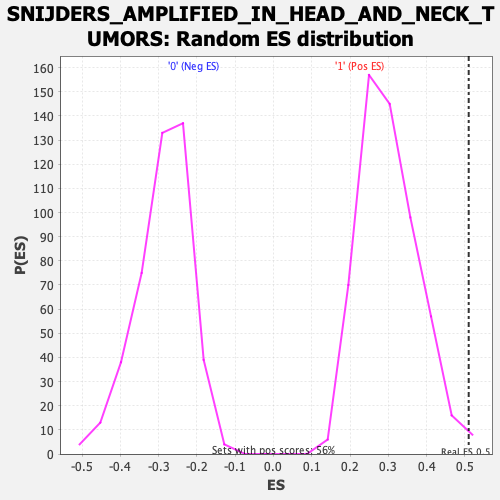 SNIJDERS_AMPLIFIED_IN_HEAD_AND_NECK_T
UMORS: Random ES distribution
'0' (Neg ES) '1' (Pos ES)
160
150
140
130
120
110
100
90
80
70
60
50
40
30
20
10
0
P(ES)
Sets with pos scores: 56%
Real ES 0.5
-0.5 -0.4 -0.3 -0.2 -0.1 0.0 0.1 0.2 0.3 0.4 0.5
ES